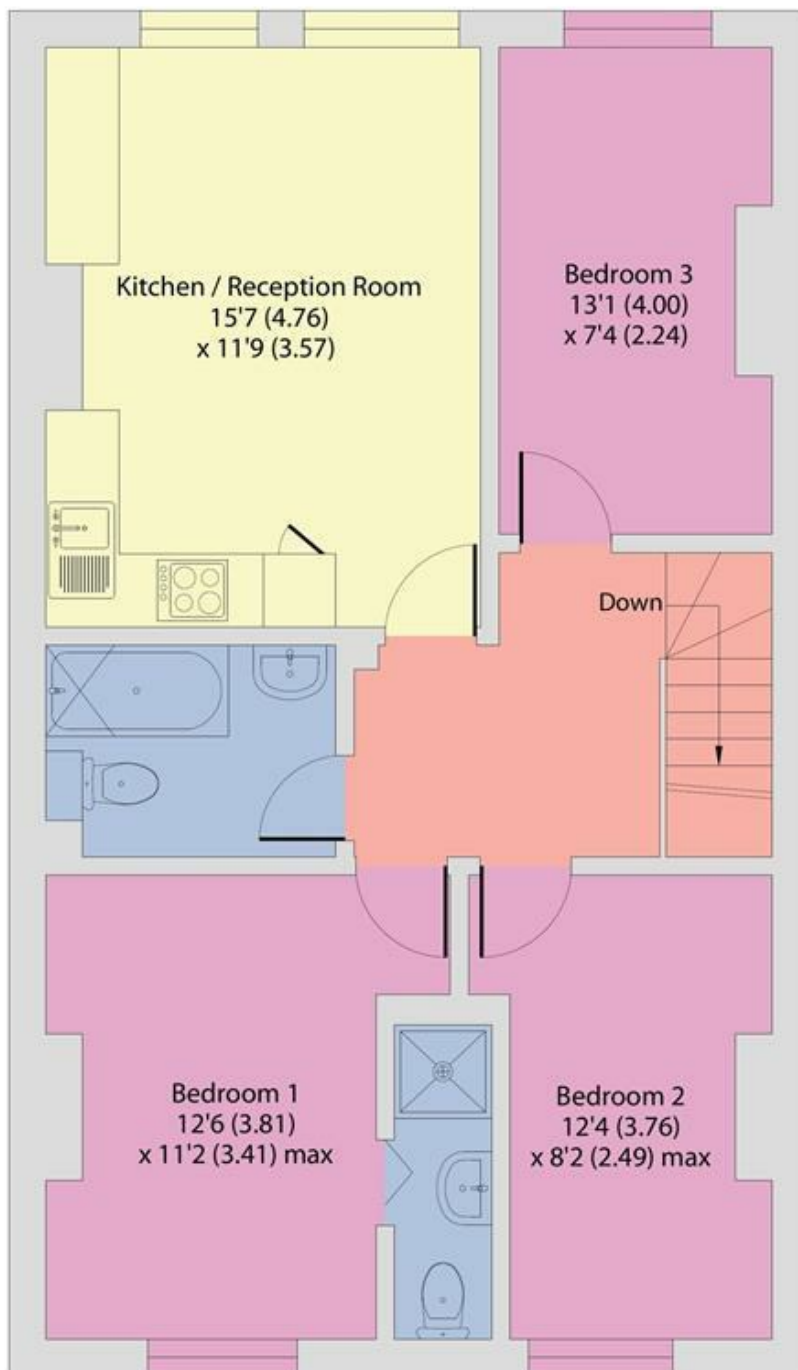 Kitchen / Reception Room
15'7 (4.76)
x 11'9 (3.57)
Bedroom 3
13'1 (4.00)
x 7'4 (2.24)
Down
Bedroom 1
12'6 (3.81)
x 11'2 (3.41) max
Bedroom 2
12'4 (3.76)
x 8'2 (2.49) max